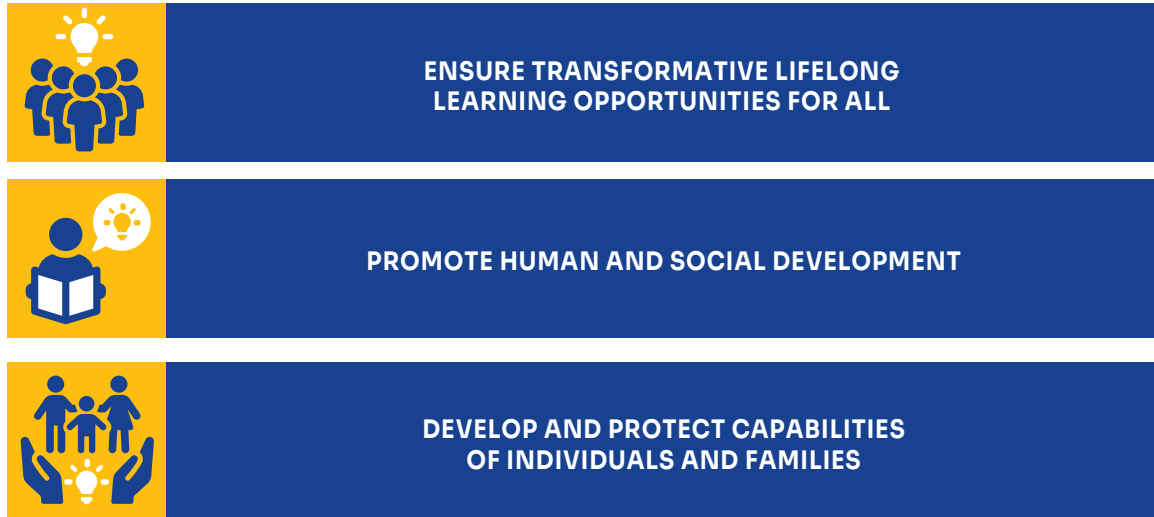 ENSURE TRANSFORMATIVE LIFELONG
LEARNING OPPORTUNITIES FOR ALL
PROMOTE HUMAN AND SOCIAL DEVELOPMENT
DEVELOP AND PROTECT CAPABILITIES
OF INDIVIDUALS AND FAMILIES